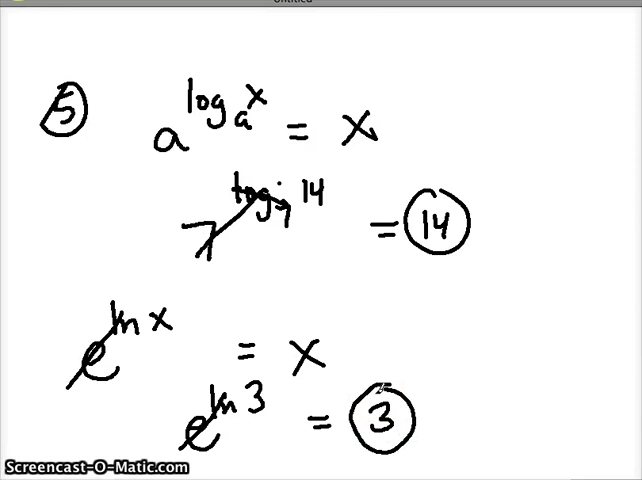 Untitled
⑤ a^{log_a x} = x
7^{log_7 14} = 14
e^{ln x} = x
e^{ln 3} = 3
Screencast-O-Matic.com